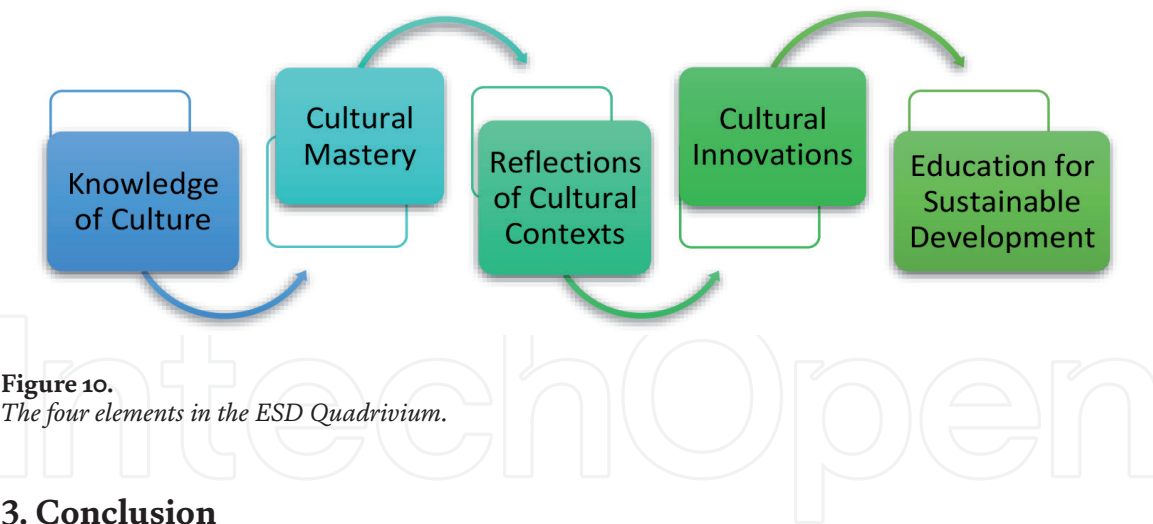 Knowledge
of Culture
Cultural
Mastery
Reflections
of Cultural
Contexts
Cultural
Innovations
Education for
Sustainable
Development
IntechOpen
Figure 10.
The four elements in the ESD Quadrivium.
3. Conclusion